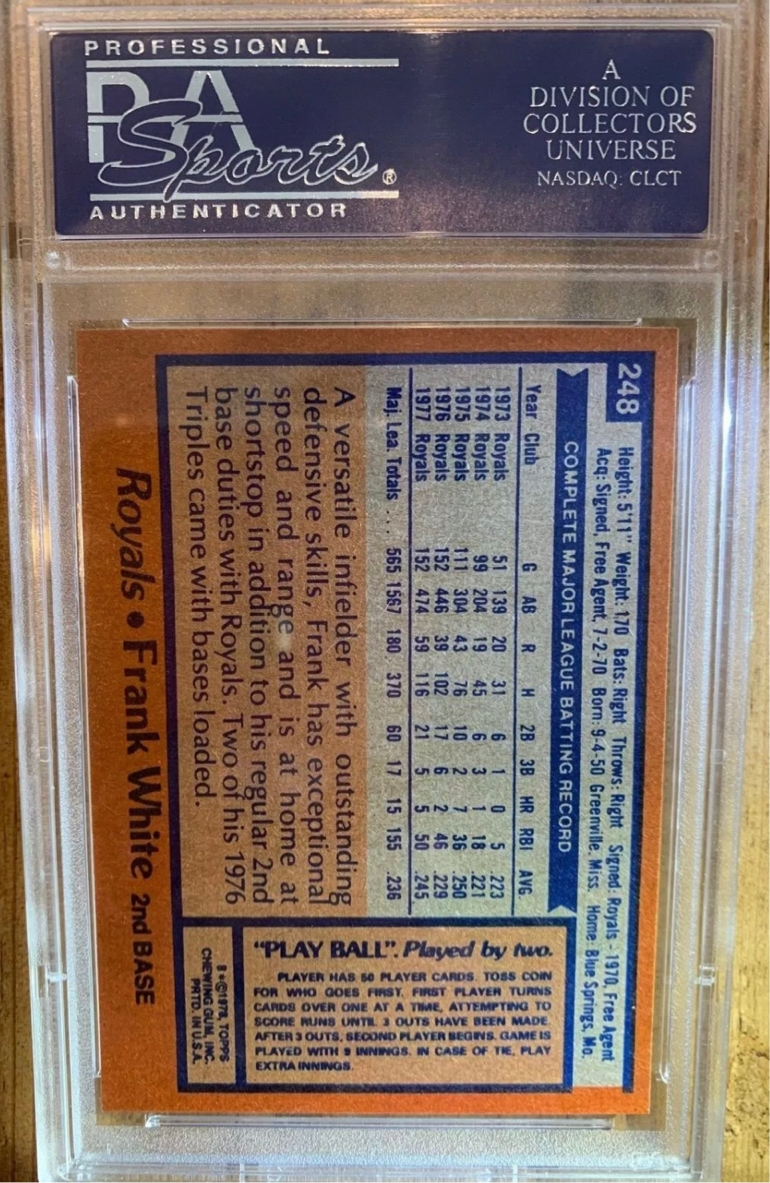 PROFESSIONAL
PSA
Sports®
AUTHENTICATOR
A
DIVISION OF
COLLECTORS
UNIVERSE
NASDAQ: CLCT
248
Height: 5'11" Weight: 170 Bats: Right Throws: Right Signed: Royals - 1970, Free Agent
Acq: Signed, Free Agent, 7-2-70 Born: 9-4-50 Greenville, Miss. Home: Blue Springs, Mo.
COMPLETE MAJOR LEAGUE BATTING RECORD
Year Club G AB R H 2B 3B HR RBI AVG.
1973 Royals 51 139 20 31 6 1 0 5 .223
1974 Royals 99 204 19 45 6 3 1 18 .221
1975 Royals 111 304 43 76 10 2 7 36 .250
1976 Royals 152 446 39 102 17 6 2 46 .229
1977 Royals 152 474 59 116 21 5 5 50 .245
Maj. Lea. Totals ... 565 1567 180 370 60 17 15 155 .236
A versatile infielder with outstanding
defensive skills, Frank has exceptional
speed and range and is at home at
shortstop in addition to his regular 2nd
base duties with Royals. Two of his 1976
Triples came with bases loaded.
"PLAY BALL". Played by two.
PLAYER HAS 50 PLAYER CARDS. TOSS COIN
FOR WHO GOES FIRST. FIRST PLAYER TURNS
CARDS OVER ONE AT A TIME, ATTEMPTING TO
SCORE RUNS UNTIL 3 OUTS HAVE BEEN MADE.
AFTER 3 OUTS, SECOND PLAYER BEGINS. GAME IS
PLAYED WITH 9 INNINGS. IN CASE OF TIE, PLAY
EXTRA INNINGS.
©1978, TOPPS
CHEWING GUM, INC.
PRTD. IN U.S.A.
Royals • Frank White 2nd BASE